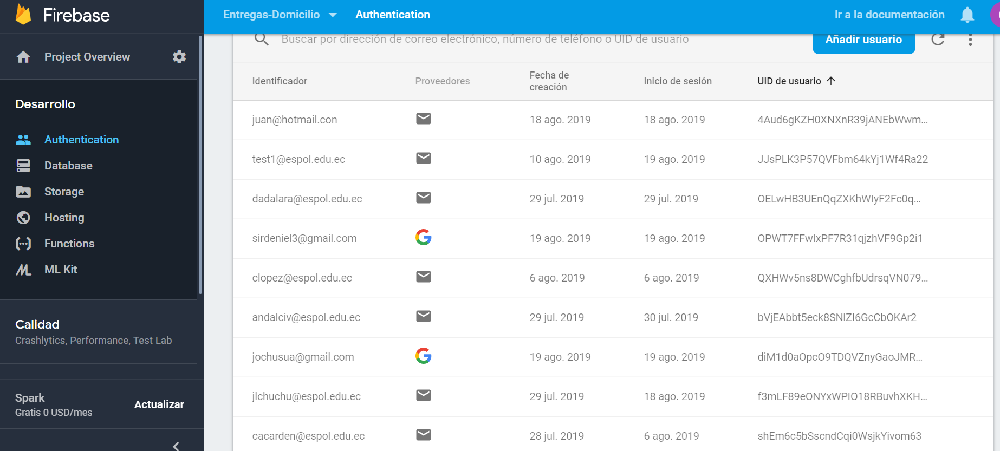 Firebase
Entregas-Domicilio
Authentication
Ir a la documentación
Project Overview
Desarrollo
Authentication
Database
Storage
Hosting
Functions
ML Kit
Calidad
Crashlytics, Performance, Test Lab
Spark
Gratis 0 USD/mes
Actualizar
Buscar por dirección de correo electrónico, número de teléfono o UID de usuario
Añadir usuario
Identificador Proveedores Fecha de creación Inicio de sesión UID de usuario
juan@hotmail.con 18 ago. 2019 18 ago. 2019 4Aud6gKZH0XNXnR39jANEbWwm...
test1@espol.edu.ec 10 ago. 2019 19 ago. 2019 JJsPLK3P57QVFbm64kYj1Wf4Ra22
dadalara@espol.edu.ec 29 jul. 2019 29 jul. 2019 OELwHB3UEnQqZXKhWIyF2Fc0q...
sirdeniel3@gmail.com 19 ago. 2019 19 ago. 2019 OPWT7FFwIxPF7R31qjzhVF9Gp2i1
clopez@espol.edu.ec 6 ago. 2019 6 ago. 2019 QXHWv5ns8DWCghfbUdrsqVN079...
andalciv@espol.edu.ec 29 jul. 2019 30 jul. 2019 bVjEAbbt5eck8SNlZI6GcCbOKAr2
jochusua@gmail.com 19 ago. 2019 19 ago. 2019 diM1d0aOpcO9TDQVZnyGaoJMR...
jlchuchu@espol.edu.ec 29 jul. 2019 18 ago. 2019 f3mLF89eONYxWPIO18RBuvhXKH...
cacarden@espol.edu.ec 28 jul. 2019 6 ago. 2019 shEm6c5bSscndCqi0WsjkYivom63